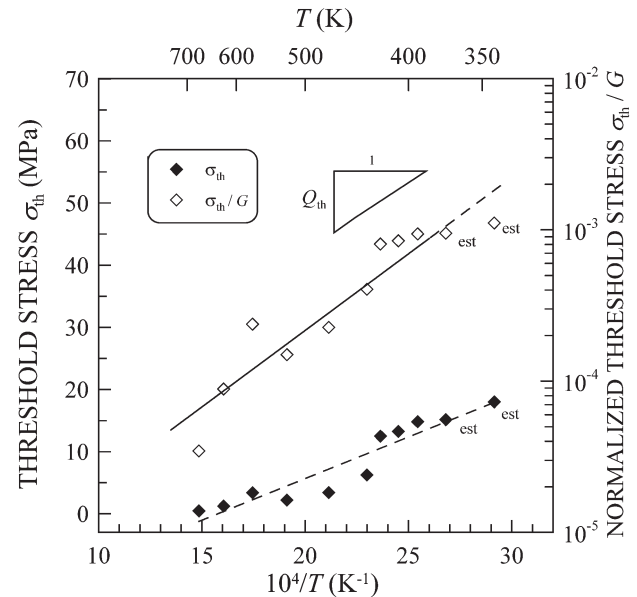 T (K)
700 600 500 400 350
THRESHOLD STRESS σth (MPa)
70
60
50
40
30
20
10
0
σth
σth / G
1
Qth
est
est
est
est
10⁻²
10⁻³
10⁻⁴
10⁻⁵
NORMALIZED THRESHOLD STRESS σth / G
10 15 20 25 30
10⁴/T (K⁻¹)